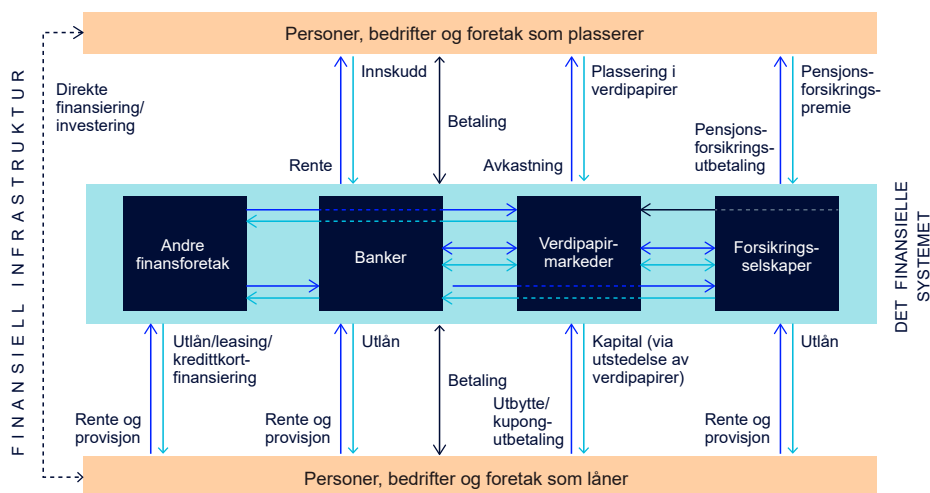 Personer, bedrifter og foretak som plasserer
FINANSIELL INFRASTRUKTUR
Direkte
finansiering/
investering
Innskudd
Rente
Betaling
Plassering i
verdipapirer
Avkastning
Pensjons-
forsikrings-
premie
Pensjons-
forsikrings-
utbetaling
Andre
finansforetak
Banker
Verdipapir-
markeder
Forsikrings-
selskaper
DET FINANSIELLE
SYSTEMET
Utlån/leasing/
kredittkort-
finansiering
Rente og
provisjon
Utlån
Rente og
provisjon
Betaling
Kapital (via
utstedelse av
verdipapirer)
Utbytte/
kupong-
utbetaling
Utlån
Rente og
provisjon
Personer, bedrifter og foretak som låner